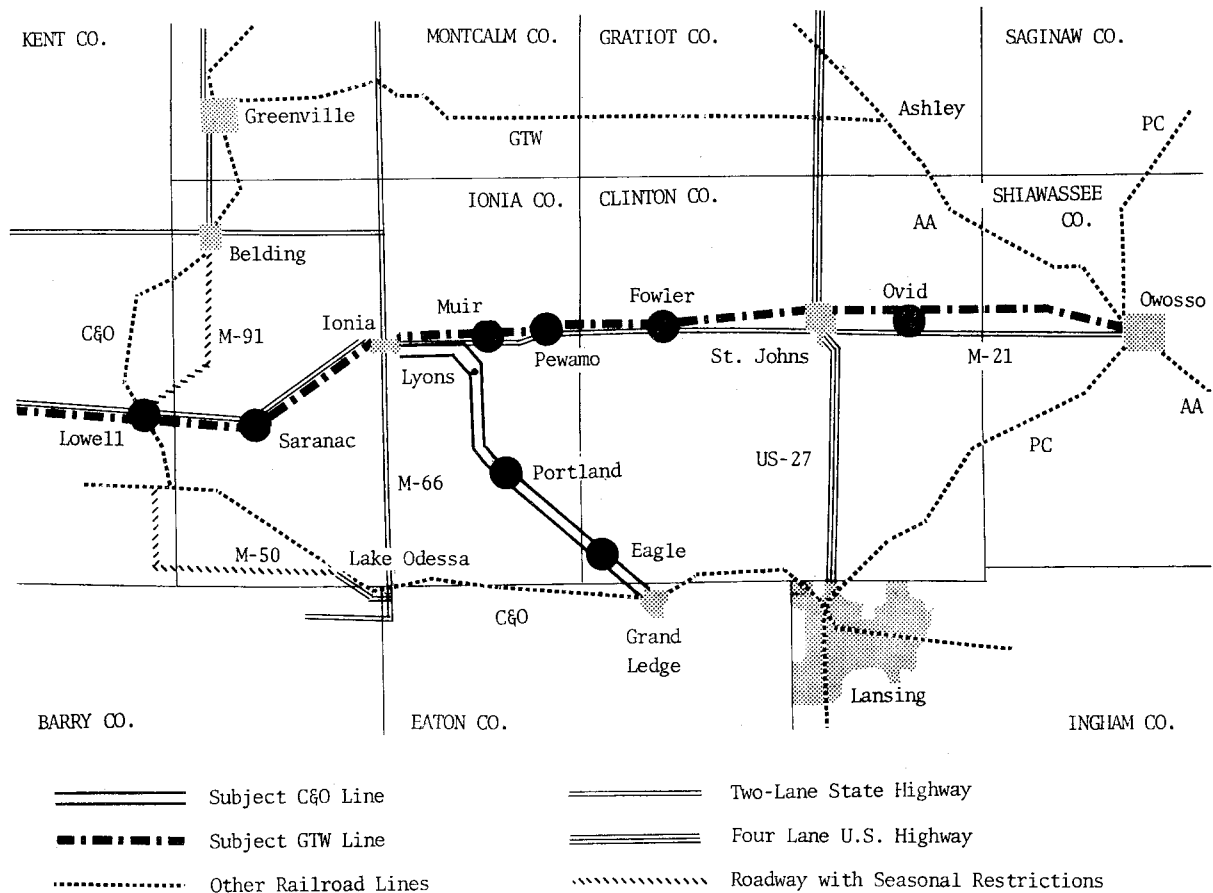 KENT CO.
MONTCALM CO.
GRATIOT CO.
SAGINAW CO.
Greenville
Ashley
PC
GTW
IONIA CO.
CLINTON CO.
SHIAWASSEE
CO.
AA
Belding
Muir
Fowler
Ovid
Owosso
C&O
Ionia
M-91
Lyons
Pewamo
St. Johns
M-21
AA
Lowell
Saranac
PC
US-27
Portland
M-66
M-50
Lake Odessa
Eagle
C&O
Grand
Ledge
Lansing
BARRY CO.
EATON CO.
INGHAM CO.
Subject C&O Line
Two-Lane State Highway
Subject GTW Line
Four Lane U.S. Highway
Other Railroad Lines
Roadway with Seasonal Restrictions